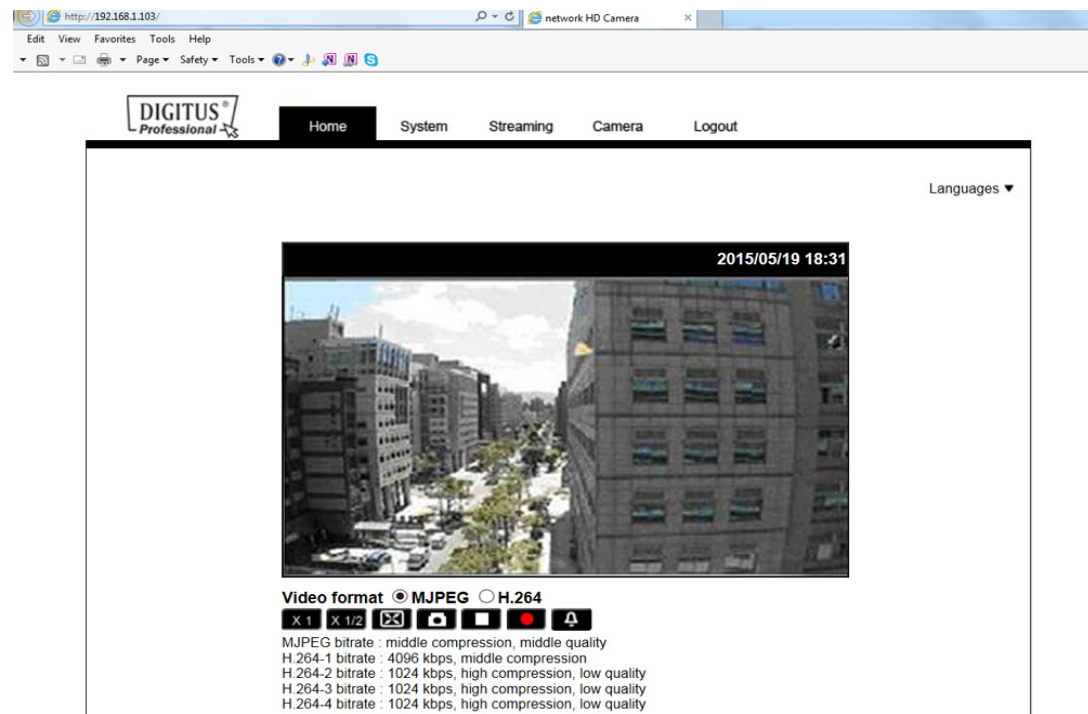 http://192.168.1.103/
network HD Camera
Edit View Favorites Tools Help
Page Safety Tools
DIGITUS®
Professional
Home System Streaming Camera Logout
Languages
2015/05/19 18:31
Video format MJPEG H.264
X 1 X 1/2
MJPEG bitrate : middle compression, middle quality
H.264-1 bitrate : 4096 kbps, middle compression
H.264-2 bitrate : 1024 kbps, high compression, low quality
H.264-3 bitrate : 1024 kbps, high compression, low quality
H.264-4 bitrate : 1024 kbps, high compression, low quality